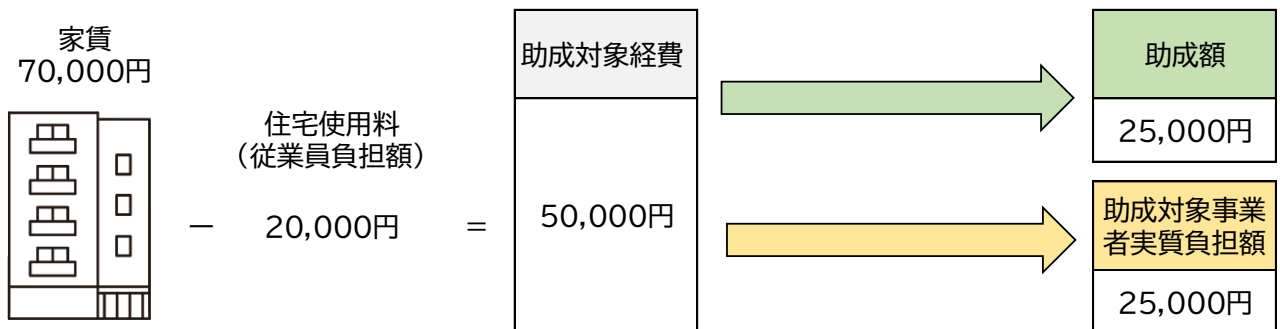 家賃
70,000円
住宅使用料
(従業員負担額)
－ 20,000円 ＝
助成対象経費
50,000円
助成額
25,000円
助成対象事業
者実質負担額
25,000円